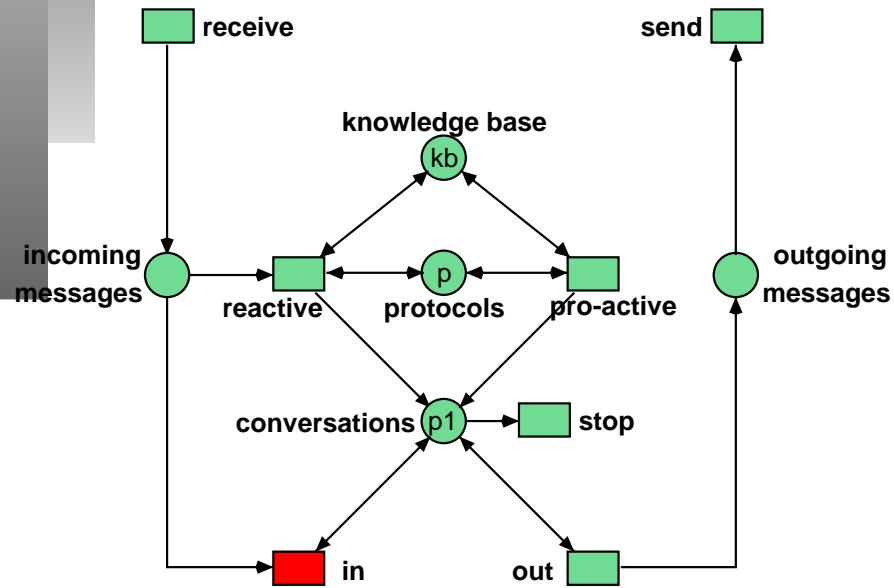 receive
send
knowledge base
kb
incoming
messages
outgoing
messages
p
reactive
protocols
pro-active
conversations
p1
stop
in
out